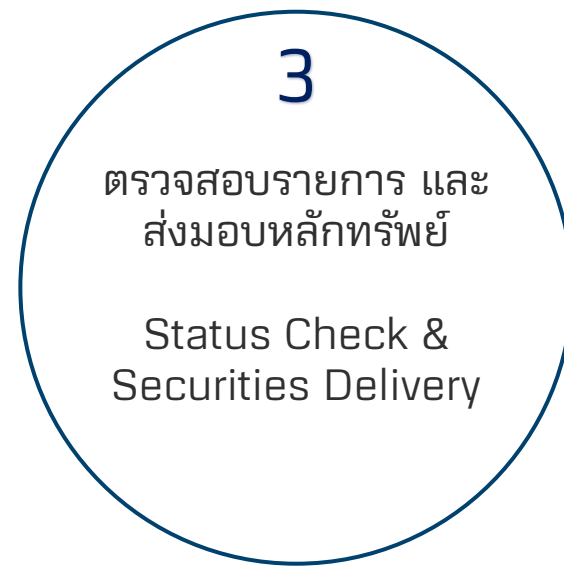 3
ตรวจสอบรายการ และ
ส่งมอบหลักทรัพย์
Status Check &
Securities Delivery